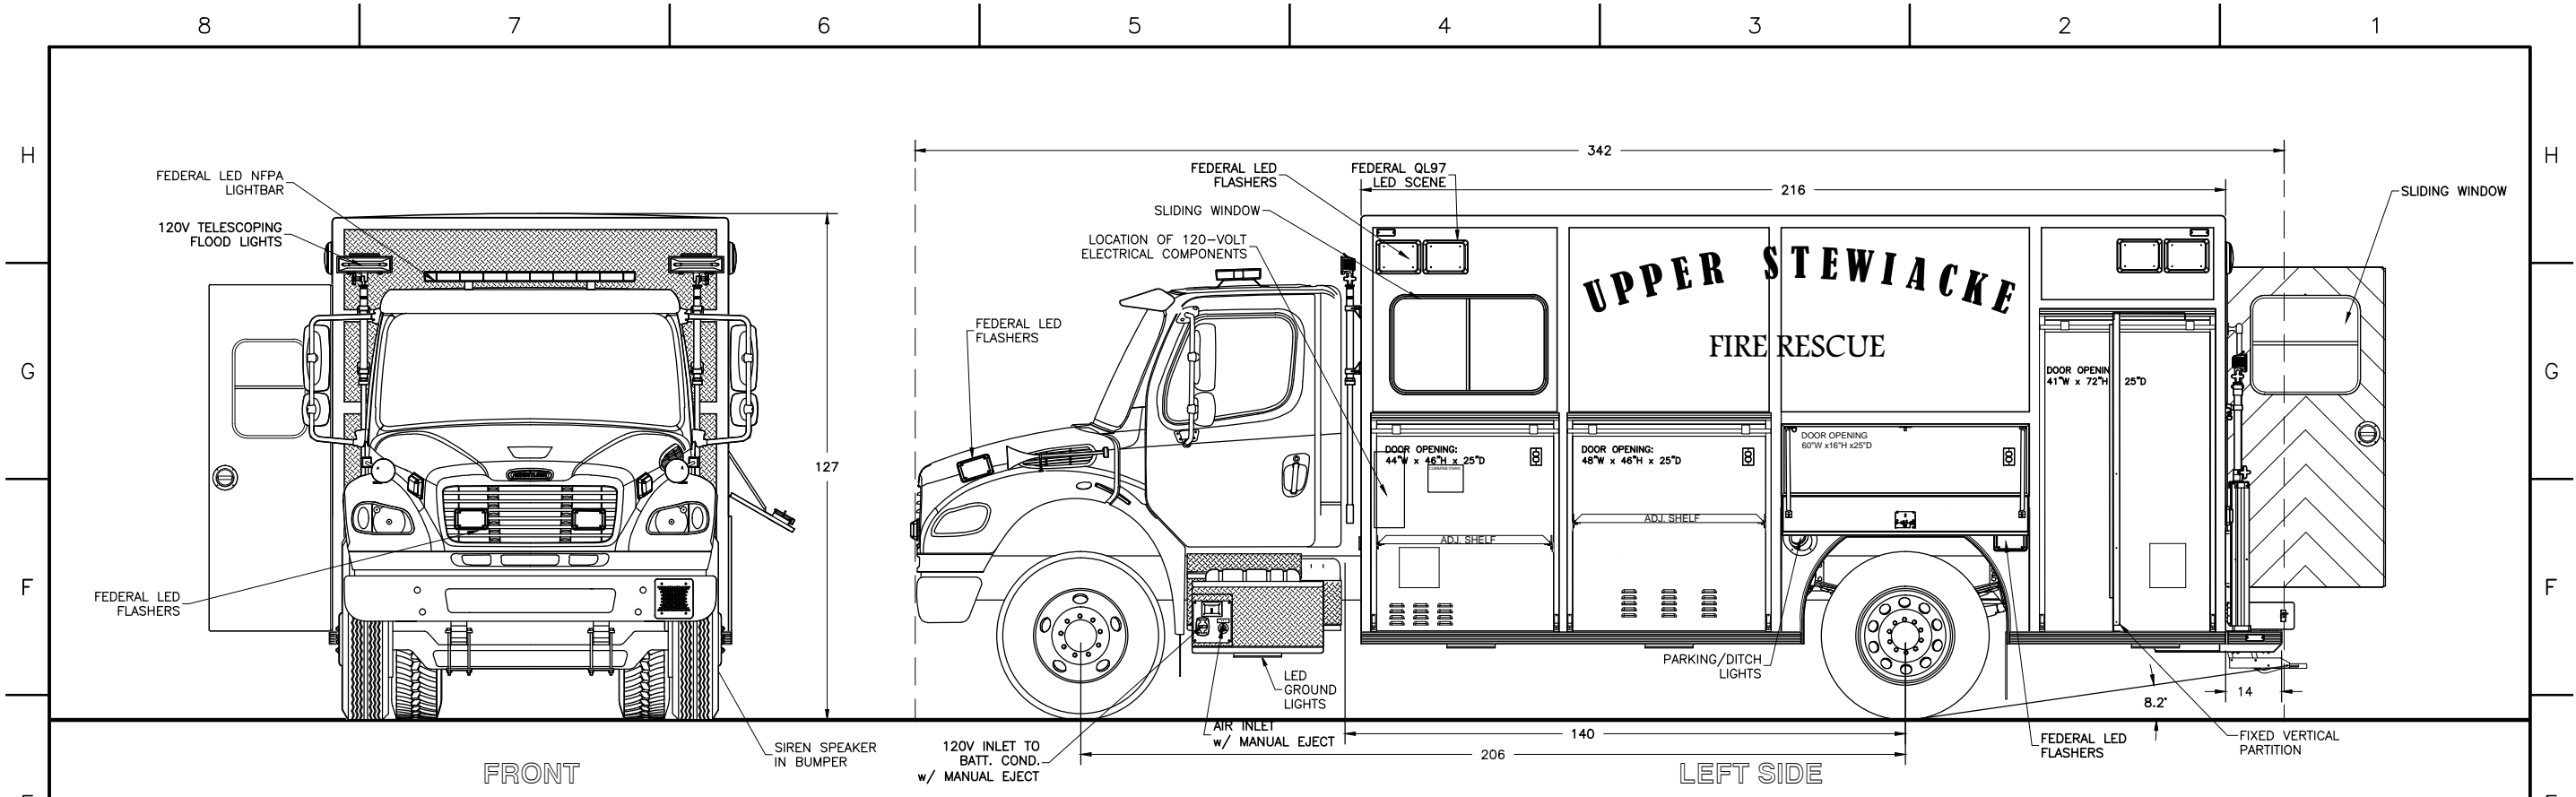 8 7 6 5 4 3 2 1
H
H
G
G
F
F
FEDERAL LED NFPA
LIGHTBAR
120V TELESCOPING
FLOOD LIGHTS
127
FEDERAL LED
FLASHERS
SIREN SPEAKER
IN BUMPER
FRONT
342
216
FEDERAL LED
FLASHERS
FEDERAL QL97
LED SCENE
SLIDING WINDOW
SLIDING WINDOW
LOCATION OF 120-VOLT
ELECTRICAL COMPONENTS
FEDERAL LED
FLASHERS
UPPER STEWIACKE
FIRE RESCUE
DOOR OPENING:
44"W x 46"H x 25"D
ADJ. SHELF
DOOR OPENING:
48"W x 46"H x 25"D
ADJ. SHELF
DOOR OPENING
60"W x16"H x25"D
DOOR OPENIN
41"W x 72"H 25"D
PARKING/DITCH
LIGHTS
LED
GROUND
LIGHTS
AIR INLET
w/ MANUAL EJECT
120V INLET TO
BATT. COND.
w/ MANUAL EJECT
140
206
14
8.2°
FEDERAL LED
FLASHERS
FIXED VERTICAL
PARTITION
LEFT SIDE